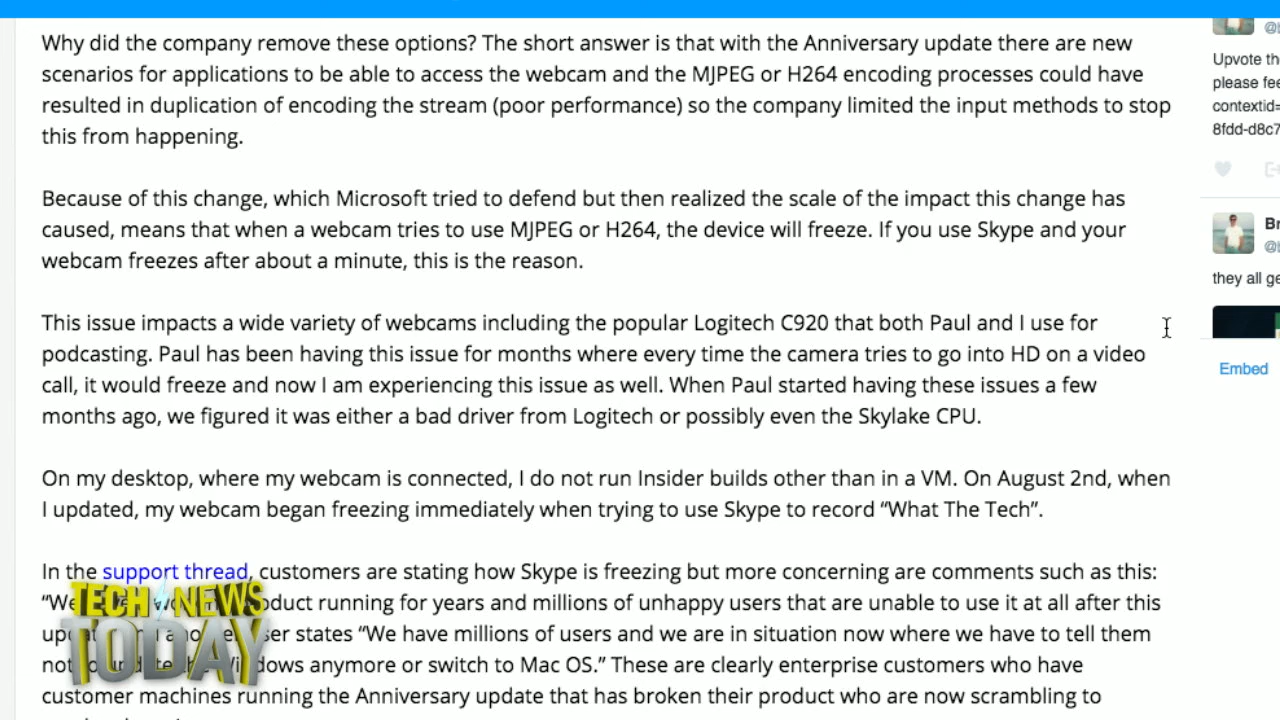 Why did the company remove these options? The short answer is that with the Anniversary update there are new
scenarios for applications to be able to access the webcam and the MJPEG or H264 encoding processes could have
resulted in duplication of encoding the stream (poor performance) so the company limited the input methods to stop
this from happening.
Because of this change, which Microsoft tried to defend but then realized the scale of the impact this change has
caused, means that when a webcam tries to use MJPEG or H264, the device will freeze. If you use Skype and your
webcam freezes after about a minute, this is the reason.
This issue impacts a wide variety of webcams including the popular Logitech C920 that both Paul and I use for
podcasting. Paul has been having this issue for months where every time the camera tries to go into HD on a video
call, it would freeze and now I am experiencing this issue as well. When Paul started having these issues a few
months ago, we figured it was either a bad driver from Logitech or possibly even the Skylake CPU.
On my desktop, where my webcam is connected, I do not run Insider builds other than in a VM. On August 2nd, when
I updated, my webcam began freezing immediately when trying to use Skype to record “What The Tech”.
In the support thread, customers are stating how Skype is freezing but more concerning are comments such as this:
“We running for years and millions of unhappy users that are unable to use it at all after this
states “We have millions of users and we are in situation now where we have to tell them
anymore or switch to Mac OS.” These are clearly enterprise customers who have
customer machines running the Anniversary update that has broken their product who are now scrambling to
TECH NEWS
TODAY
Upvote th
please fee
contextid=
8fdd-d8c7
Br
they all ge
Embed